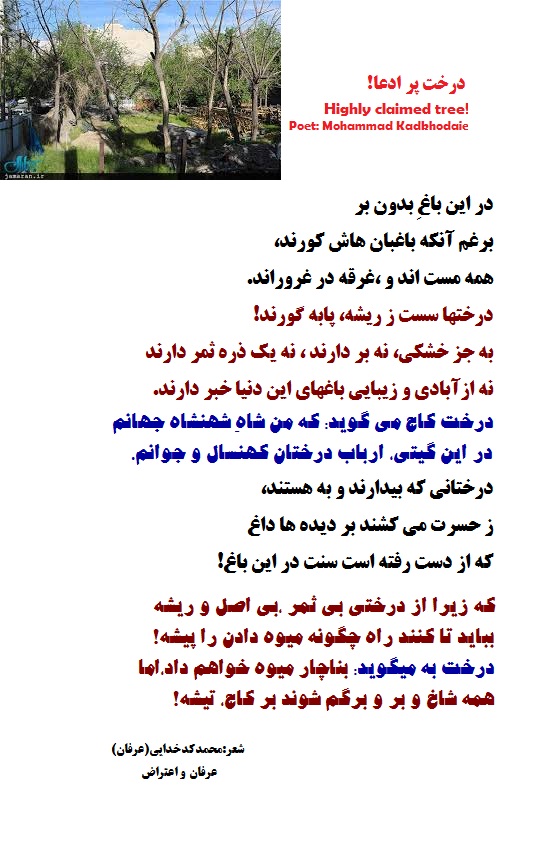 jamaran.ir
درخت پر ادعا!
Highly claimed tree!
Poet: Mohammad Kadkhodaie
در این باغِ بدون بر
برغم آنکه باغبان هاش کورند،
همه مست اند و ،غرقه در غروراند.
درختها سست ز ریشه، پابه گورند!
به جز خشکی، نه بر دارند ، نه یک ذره ثمر دارند
نه ازآبادی و زیبایی باغهای این دنیا خبر دارند.
درخت کاج می گوید: که من شاهِ شهنشاه جهانم
در این گیتی، ارباب درختان کهنسال و جوانم.
درختانی که بیدارند و به هستند،
ز حسرت می کشند بر دیده ها داغ
که از دست رفته است سنت در این باغ!
که زیرا از درختی بی ثمر ،بی اصل و ریشه
بباید تا کنند راه چگونه میوه دادن را پیشه!
درخت به میگوید: بناچار میوه خواهم داد،اما
همه شاخ و بر و برگم شوند بر کاج، تیشه!
شعر:محمدکدخدایی(عرفان)
عرفان و اعتراض